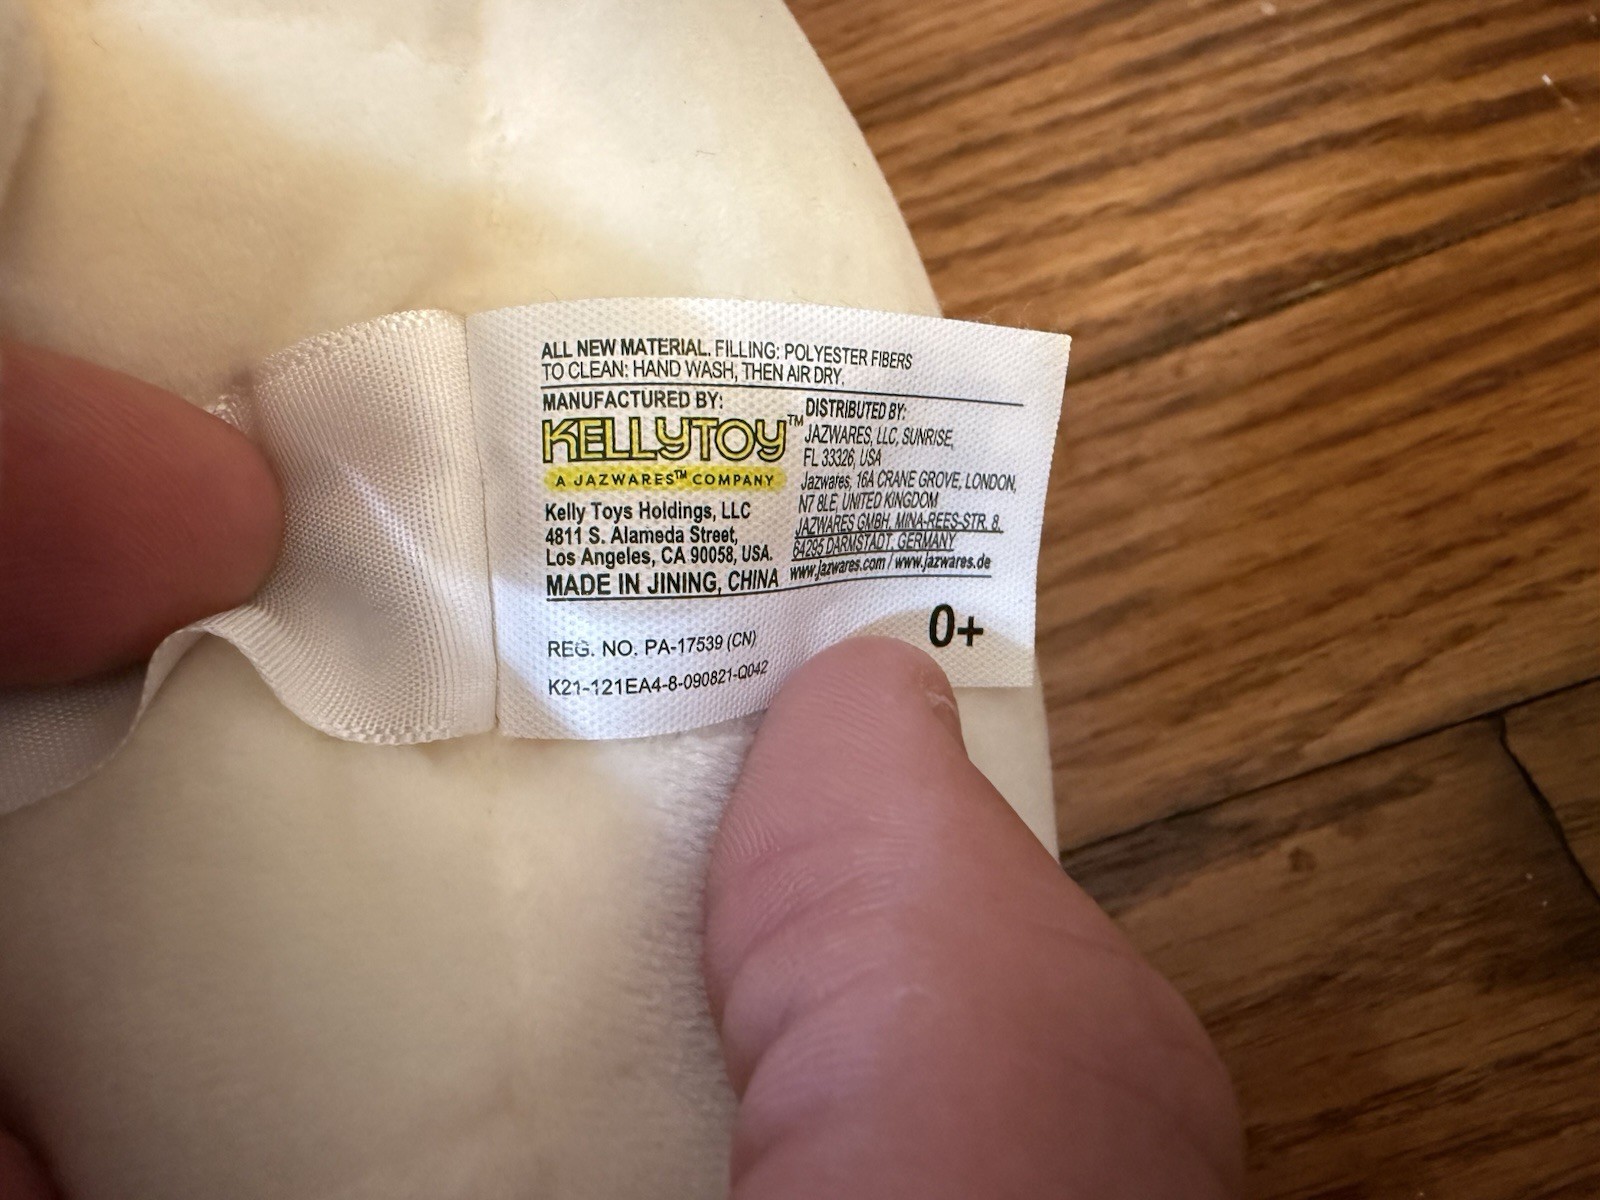 ALL NEW MATERIAL. FILLING: POLYESTER FIBERS
TO CLEAN: HAND WASH, THEN AIR DRY.
MANUFACTURED BY:
KELLYTOY™
A JAZWARES™ COMPANY
Kelly Toys Holdings, LLC
4811 S. Alameda Street,
Los Angeles, CA 90058, USA.
MADE IN JINING, CHINA
DISTRIBUTED BY:
JAZWARES, LLC, SUNRISE,
FL 33326, USA
Jazwares, 16A CRANE GROVE, LONDON,
N7 8LE, UNITED KINGDOM
JAZWARES GMBH, MINA-REES-STR. 8,
64295 DARMSTADT, GERMANY
www.jazwares.com / www.jazwares.de
0+
REG. NO. PA-17539 (CN)
K21-121EA4-8-090821-Q042